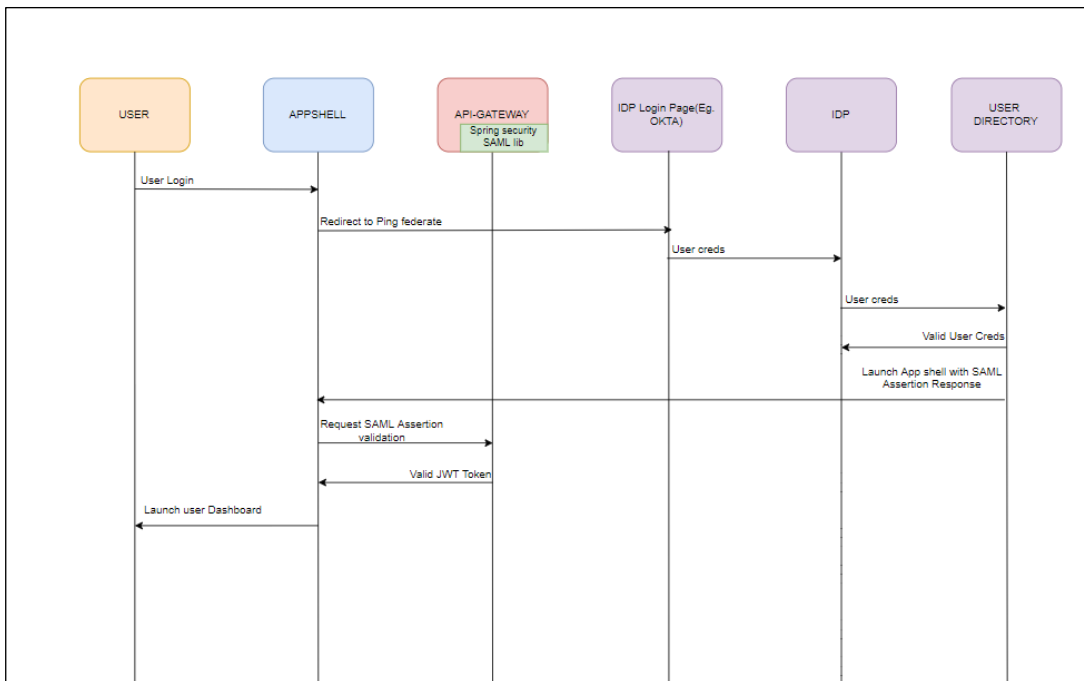 USER
APPSHELL
API-GATEWAY
Spring security
SAML lib
IDP Login Page(Eg.
OKTA)
IDP
USER
DIRECTORY
User Login
Redirect to Ping federate
User creds
User creds
Valid User Creds
Launch App shell with SAML
Assertion Response
Request SAML Assertion
validation
Valid JWT Token
Launch user Dashboard